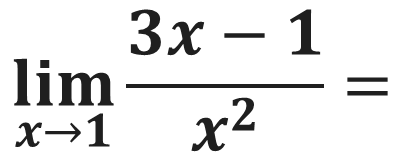 lim x→1 (3x − 1)/x² =